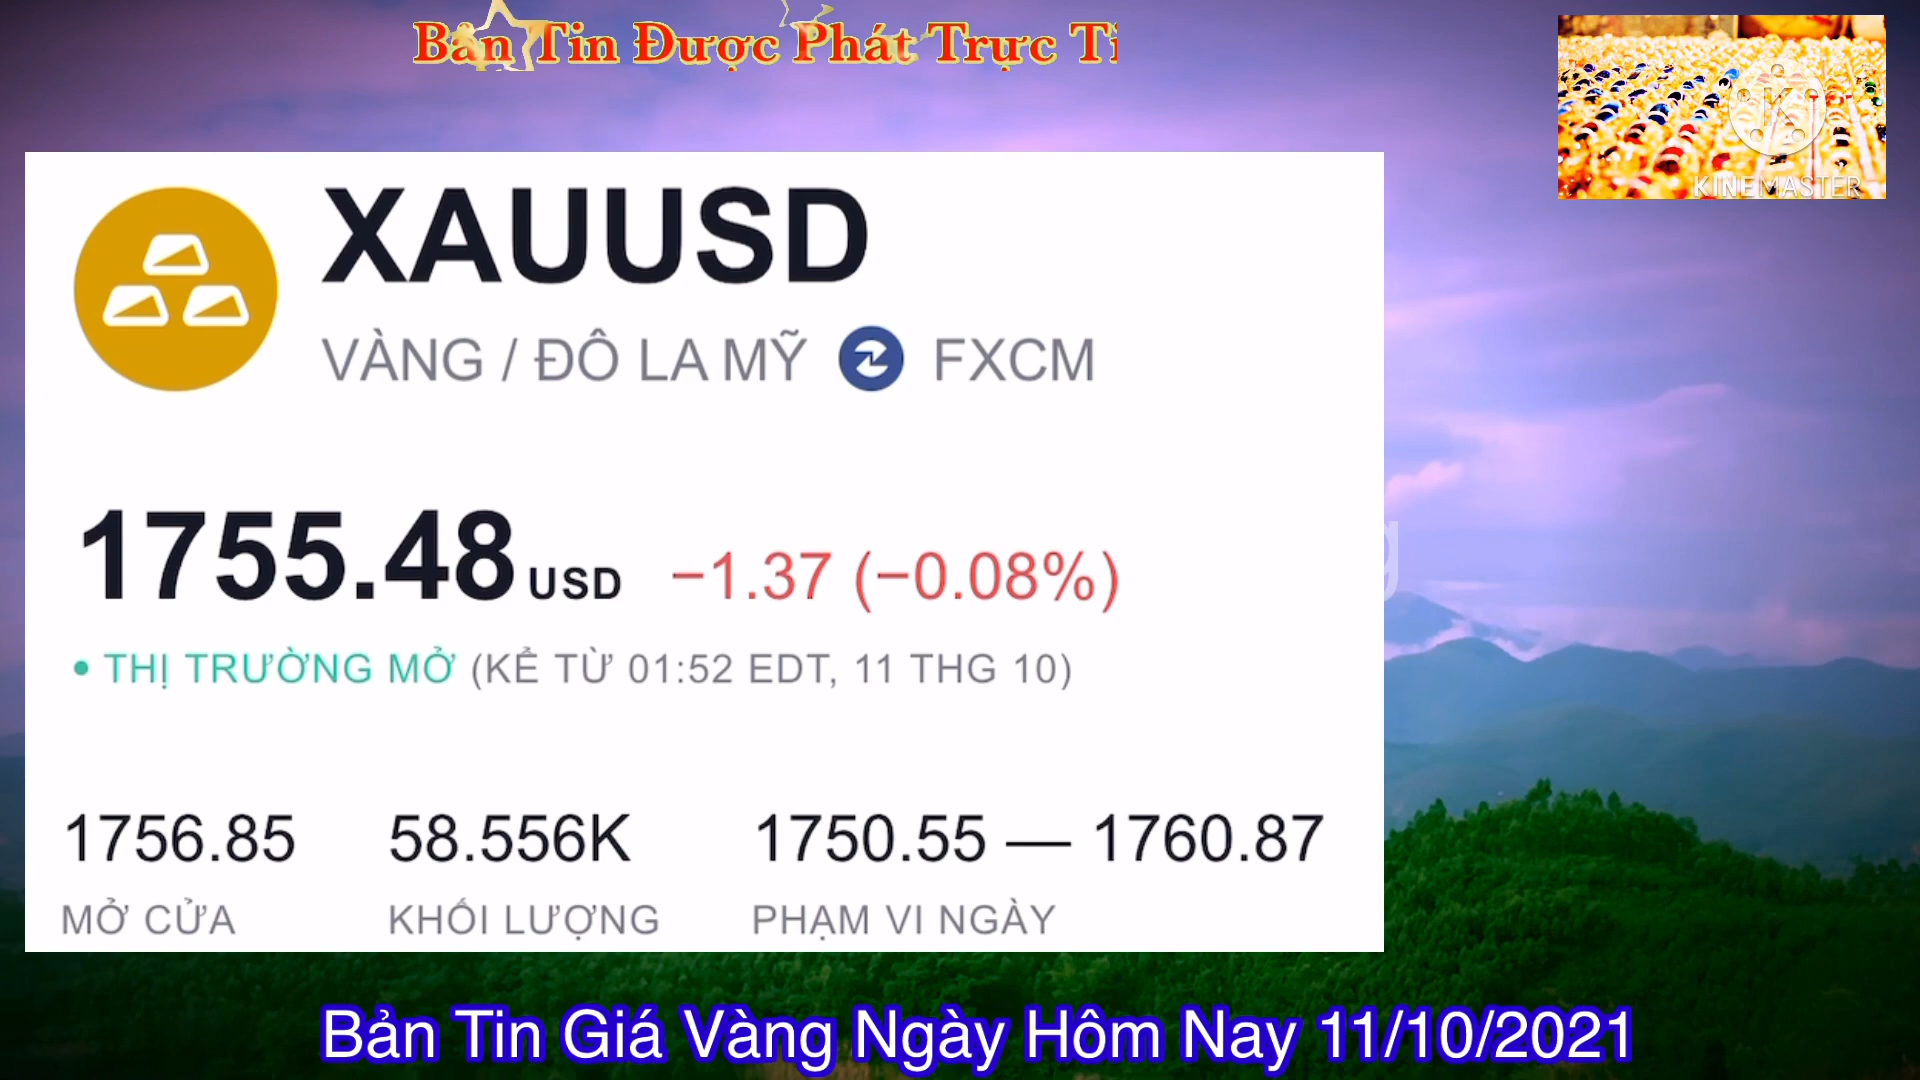 Bản Tin Được Phát Trực
KINEMASTER
XAUUSD
VÀNG / ĐÔ LA MỸ FXCM
1755.48 USD −1.37 (−0.08%)
• THỊ TRƯỜNG MỞ (KỂ TỪ 01:52 EDT, 11 THG 10)
1756.85 58.556K 1750.55 — 1760.87
MỞ CỬA KHỐI LƯỢNG PHẠM VI NGÀY
Bản Tin Giá Vàng Ngày Hôm Nay 11/10/2021